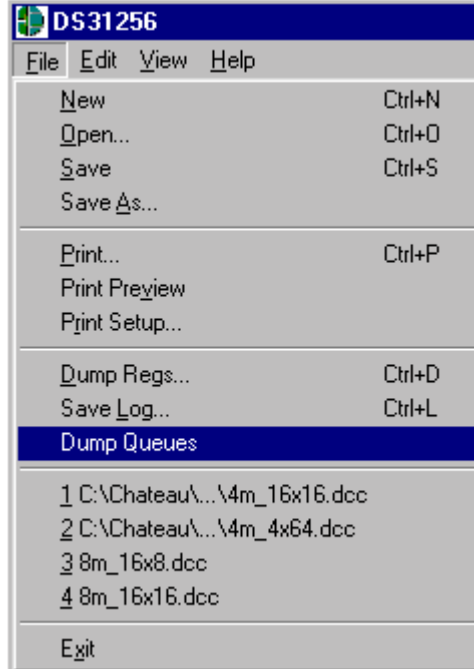 DS31256
File Edit View Help
New Ctrl+N
Open... Ctrl+O
Save Ctrl+S
Save As...
Print... Ctrl+P
Print Preview
Print Setup...
Dump Regs... Ctrl+D
Save Log... Ctrl+L
Dump Queues
1 C:\Chateau\...\4m_16x16.dcc
2 C:\Chateau\...\4m_4x64.dcc
3 8m_16x8.dcc
4 8m_16x16.dcc
Exit